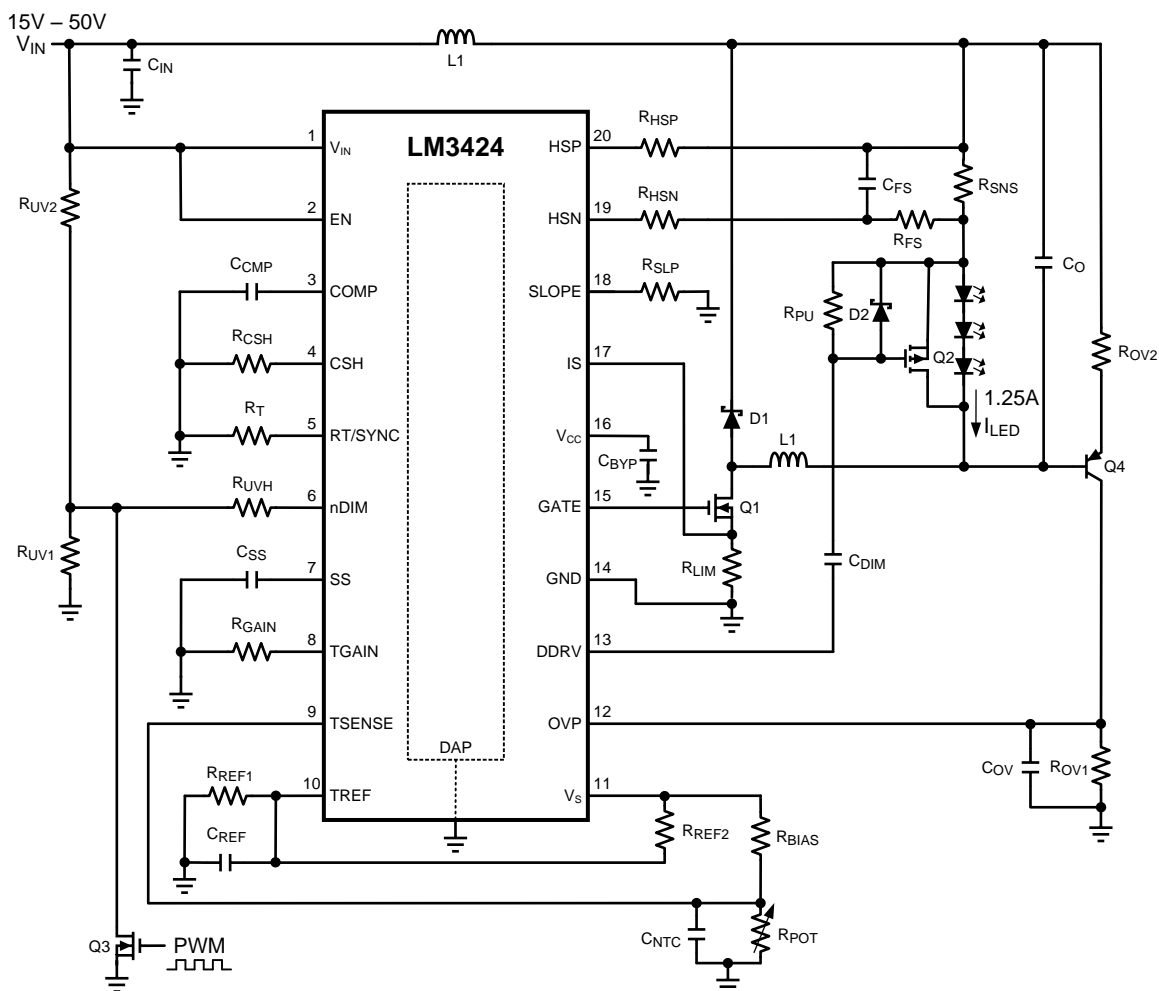 15V – 50V
VIN
CIN
L1
LM3424
1 VIN
2 EN
3 COMP
4 CSH
5 RT/SYNC
6 nDIM
7 SS
8 TGAIN
9 TSENSE
10 TREF
HSP 20
HSN 19
SLOPE 18
IS 17
VCC 16
GATE 15
GND 14
DDRV 13
OVP 12
VS 11
DAP
RUV2
CCMP
RCSH
RT
RUVH
RUV1
CSS
RGAIN
RREF1
CREF
Q3
PWM
RHSP
RHSN
RSLP
CFS
RSNS
RFS
RPU
D2
Q2
CO
ROV2
1.25A
ILED
D1
L1
Q4
CBYP
Q1
RLIM
CDIM
COV
ROV1
RREF2
RBIAS
CNTC
RPOT